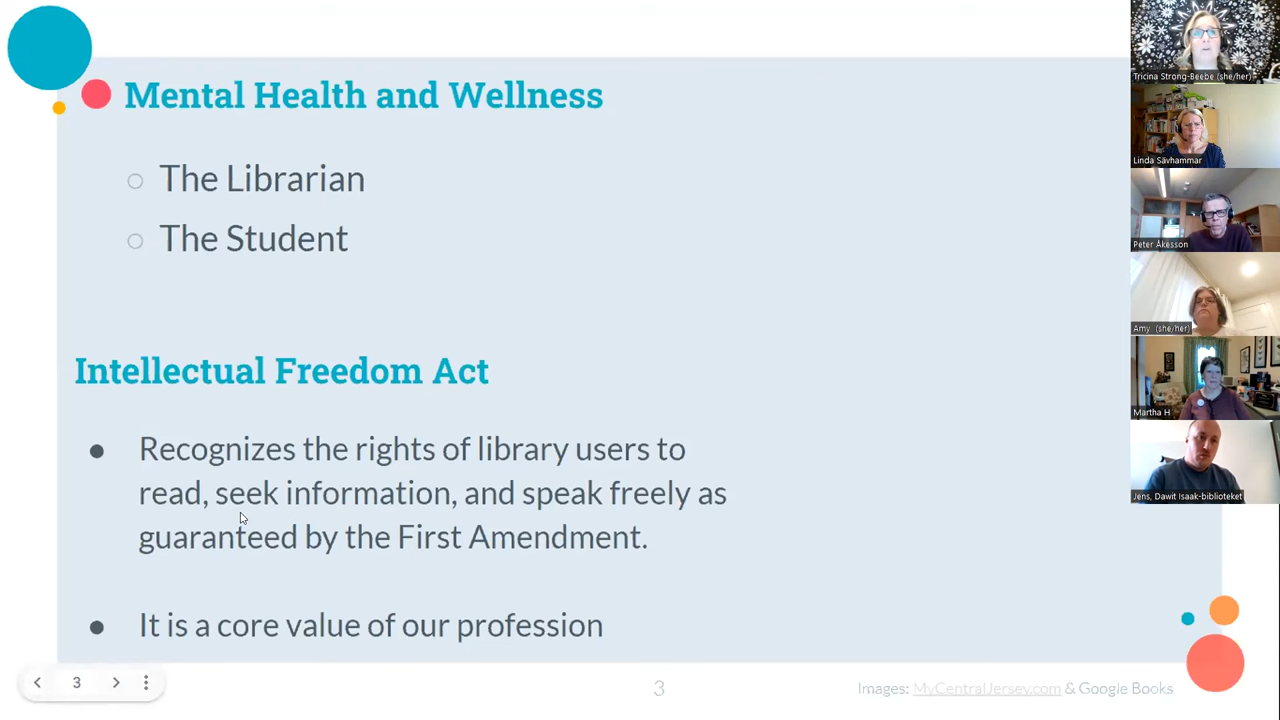 Mental Health and Wellness
The Librarian
The Student
Intellectual Freedom Act
Recognizes the rights of library users to
read, seek information, and speak freely as
guaranteed by the First Amendment.
It is a core value of our profession
3
3
Images: MyCentralJersey.com & Google Books
Tricina Strong-Beebe (she/her)
Linda Sävhammar
Peter Åkesson
Amy (she/her)
Martha H
Jens, Dawit Isaak-biblioteket